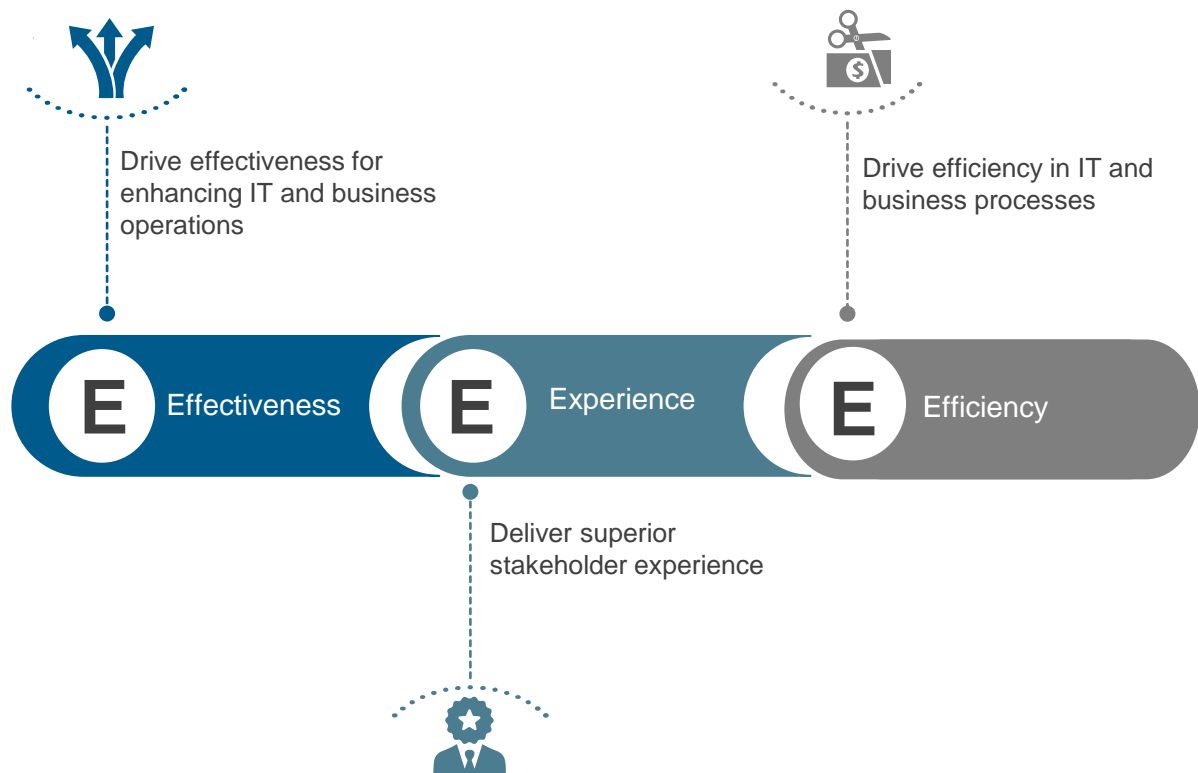 $
Drive effectiveness for
enhancing IT and business
operations
Drive efficiency in IT and
business processes
E Effectiveness
E Experience
E Efficiency
Deliver superior
stakeholder experience